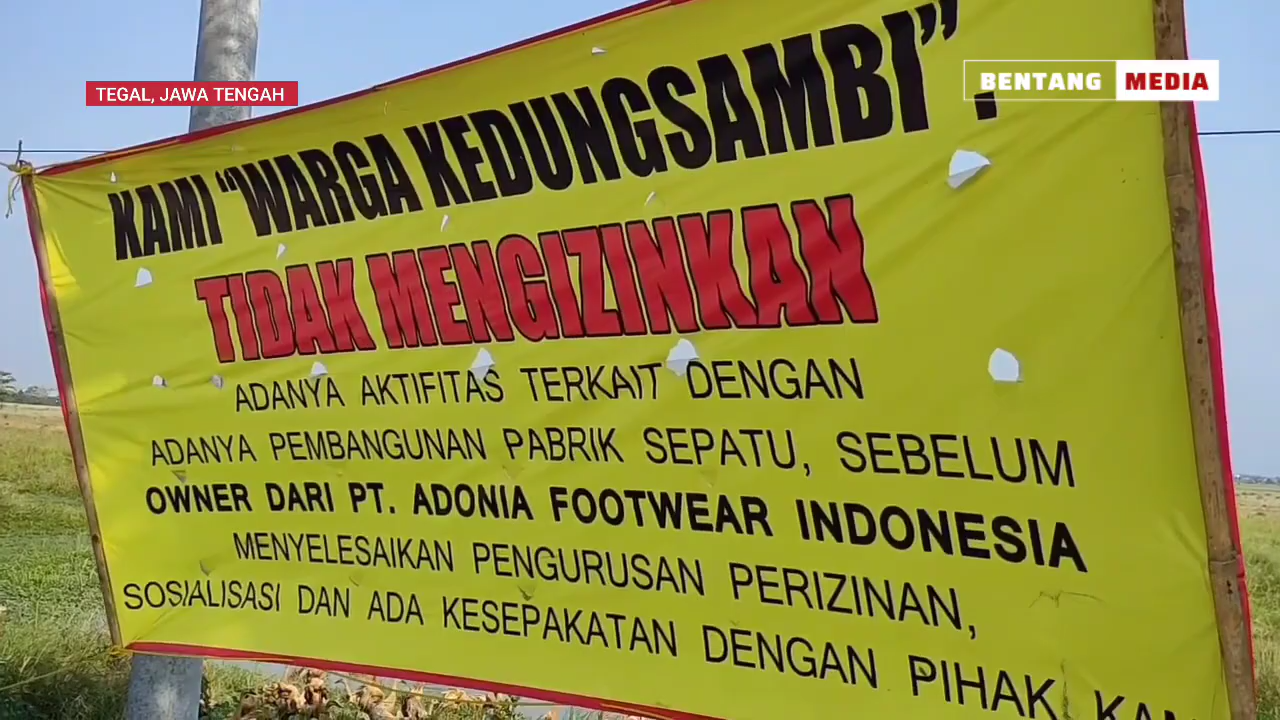 TEGAL, JAWA TENGAH
BENTANG MEDIA
KAMI "WARGA KEDUNGSAMBI".
TIDAK MENGIZINKAN
ADANYA AKTIFITAS TERKAIT DENGAN
ADANYA PEMBANGUNAN PABRIK SEPATU, SEBELUM
OWNER DARI PT. ADONIA FOOTWEAR INDONESIA
MENYELESAIKAN PENGURUSAN PERIZINAN,
SOSIALISASI DAN ADA KESEPAKATAN DENGAN PIHAK